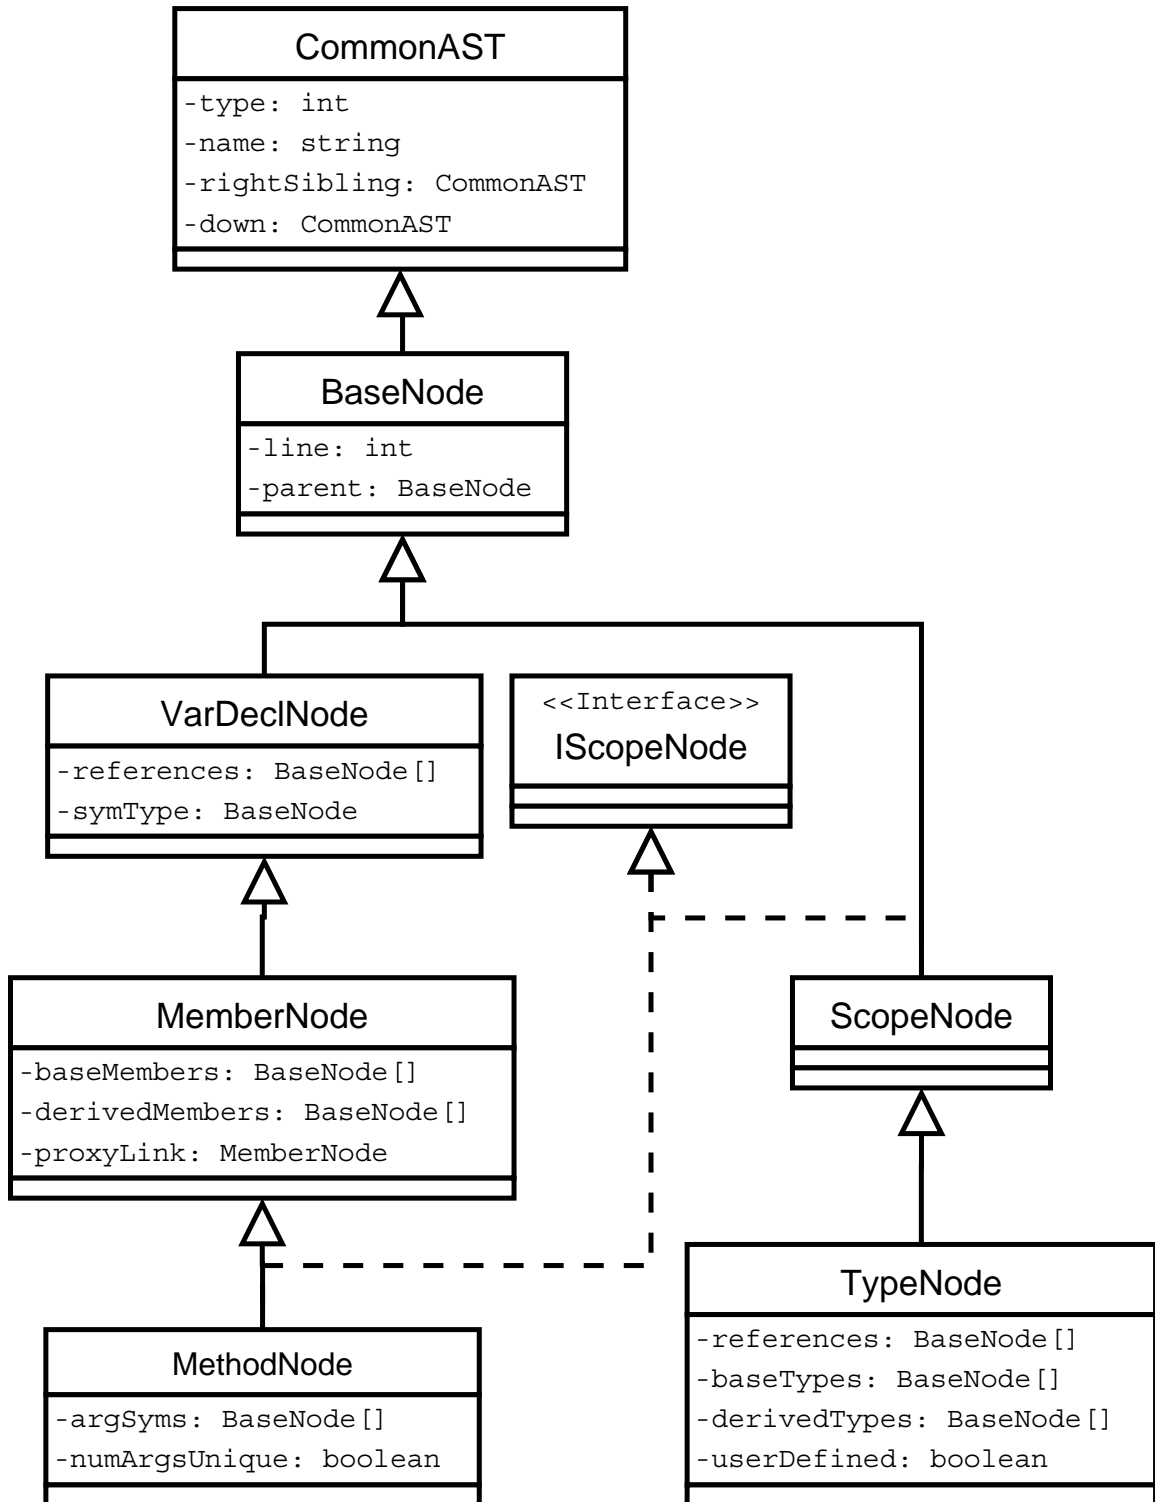 CommonAST
-type: int
-name: string
-rightSibling: CommonAST
-down: CommonAST
BaseNode
-line: int
-parent: BaseNode
VarDeclNode
-references: BaseNode[]
-symType: BaseNode
<<Interface>>
IScopeNode
MemberNode
-baseMembers: BaseNode[]
-derivedMembers: BaseNode[]
-proxyLink: MemberNode
ScopeNode
MethodNode
-argSyms: BaseNode[]
-numArgsUnique: boolean
TypeNode
-references: BaseNode[]
-baseTypes: BaseNode[]
-derivedTypes: BaseNode[]
-userDefined: boolean